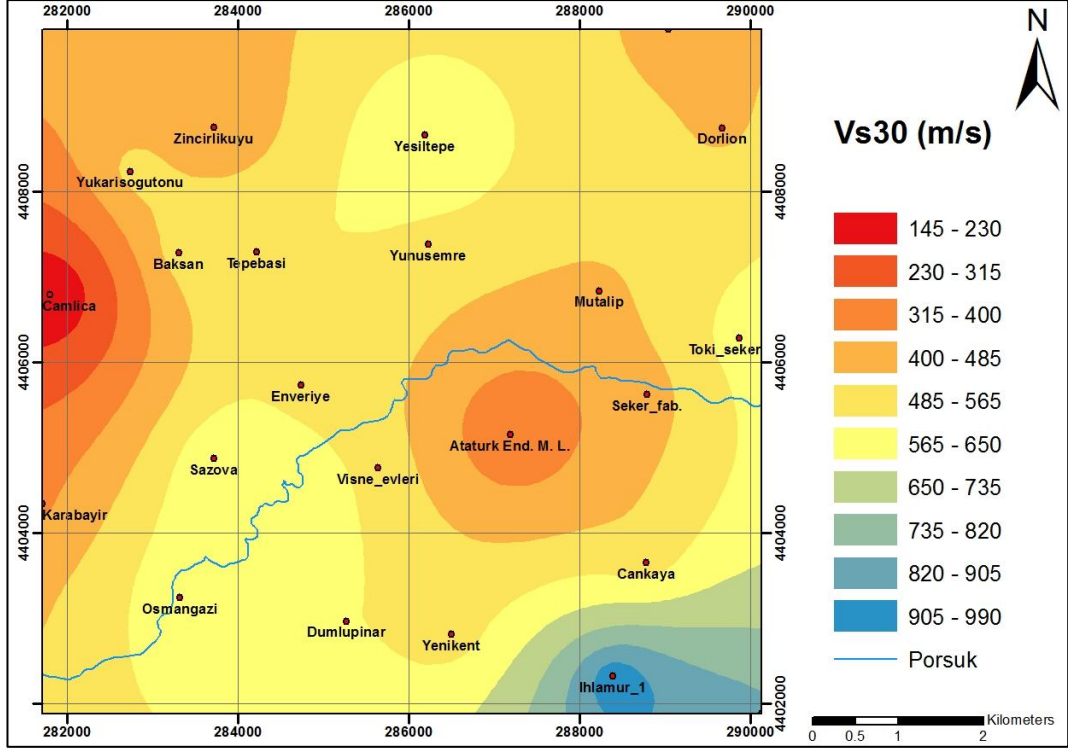 282000 284000 286000 288000 290000
N
Vs30 (m/s)
Zincirlikuyu
Yesiltepe
Dorlion
4408000
4408000
Yukarisogutonu
145 - 230
Yunusemre
Baksan
Tepebasi
230 - 315
Camlica
Mutalip
315 - 400
Toki_seker
4406000
4406000
400 - 485
Enveriye
Seker_fab.
485 - 565
Ataturk End. M. L.
Sazova
Visne_evleri
565 - 650
Karabayir
650 - 735
4404000
4404000
735 - 820
Cankaya
820 - 905
Osmangazi
Dumlupinar
905 - 990
Yenikent
Porsuk
Ihlamur_1
4402000
4402000
Kilometers
0 0.5 1 2
282000 284000 286000 288000 290000